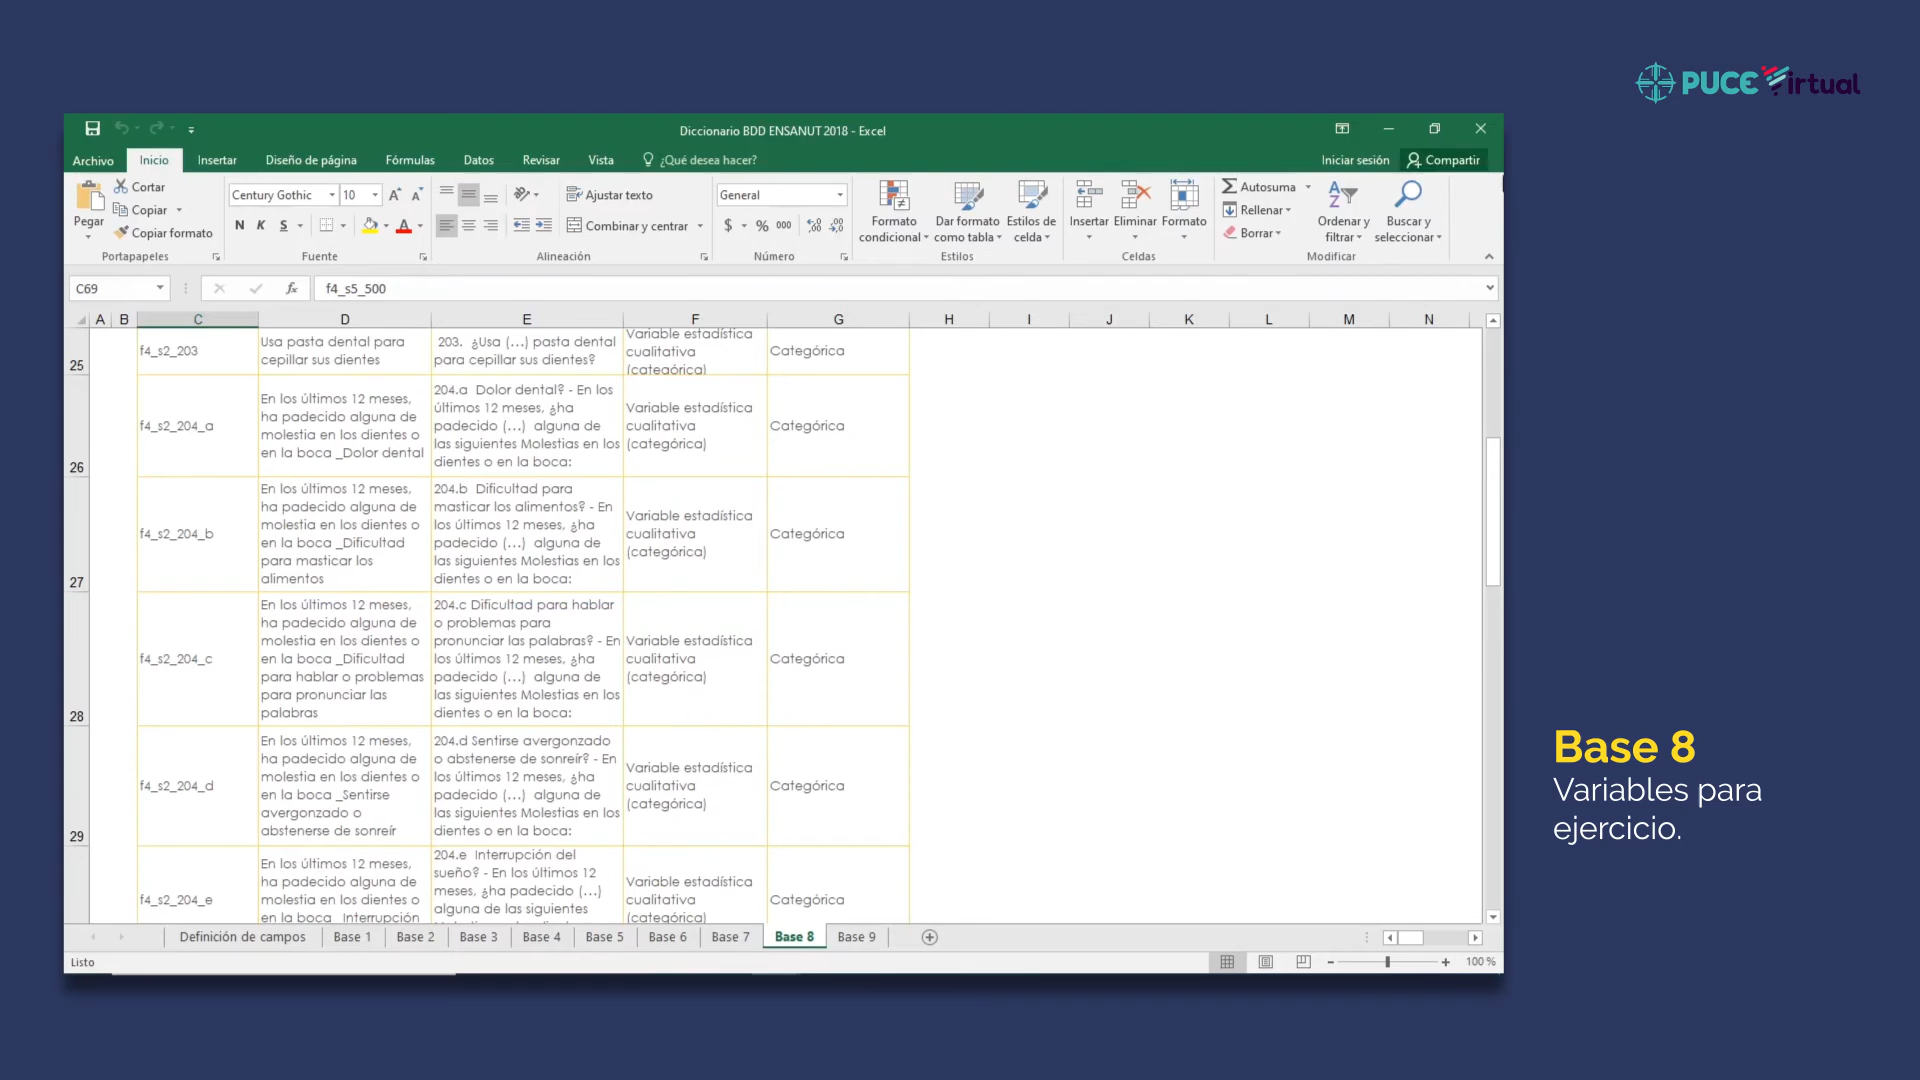 PUCE Virtual
Diccionario BDD ENSANUT 2018 - Excel
Archivo Inicio Insertar Diseño de página Fórmulas Datos Revisar Vista ¿Qué desea hacer? Iniciar sesión Compartir
Pegar
Cortar
Copiar
Copiar formato
Portapapeles
Century Gothic 10
N K S
Fuente
Ajustar texto
Combinar y centrar
Alineación
General
$ % 000
Número
Formato condicional
Dar formato como tabla
Estilos de celda
Estilos
Insertar Eliminar Formato
Celdas
Autosuma
Rellenar
Borrar
Ordenar y filtrar
Buscar y seleccionar
Modificar
C69 fx f4_s5_500
A B C D E F G H I J K L M N
25
f4_s2_203
Usa pasta dental para
cepillar sus dientes
203. ¿Usa (...) pasta dental
para cepillar sus dientes?
Variable estadística
cualitativa
(categórica)
Categórica
26
f4_s2_204_a
En los últimos 12 meses,
ha padecido alguna de
molestia en los dientes o
en la boca _Dolor dental
204.a Dolor dental? - En los
últimos 12 meses, ¿ha
padecido (...) alguna de
las siguientes Molestias en los
dientes o en la boca:
Variable estadística
cualitativa
(categórica)
Categórica
27
f4_s2_204_b
En los últimos 12 meses,
ha padecido alguna de
molestia en los dientes o
en la boca _Dificultad
para masticar los
alimentos
204.b Dificultad para
masticar los alimentos? - En
los últimos 12 meses, ¿ha
padecido (...) alguna de
las siguientes Molestias en los
dientes o en la boca:
Variable estadística
cualitativa
(categórica)
Categórica
28
f4_s2_204_c
En los últimos 12 meses,
ha padecido alguna de
molestia en los dientes o
en la boca _Dificultad
para hablar o problemas
para pronunciar las
palabras
204.c Dificultad para hablar
o problemas para
pronunciar las palabras? - En
los últimos 12 meses, ¿ha
padecido (...) alguna de
las siguientes Molestias en los
dientes o en la boca:
Variable estadística
cualitativa
(categórica)
Categórica
29
f4_s2_204_d
En los últimos 12 meses,
ha padecido alguna de
molestia en los dientes o
en la boca _Sentirse
avergonzado o
abstenerse de sonreír
204.d Sentirse avergonzado
o abstenerse de sonreír? - En
los últimos 12 meses, ¿ha
padecido (...) alguna de
las siguientes Molestias en los
dientes o en la boca:
Variable estadística
cualitativa
(categórica)
Categórica
f4_s2_204_e
En los últimos 12 meses,
ha padecido alguna de
molestia en los dientes o
en la boca _Interrupción
204.e Interrupción del
sueño? - En los últimos 12
meses, ¿ha padecido (...)
alguna de las siguientes
Variable estadística
cualitativa
(categórica)
Categórica
Definición de campos Base 1 Base 2 Base 3 Base 4 Base 5 Base 6 Base 7 Base 8 Base 9
Listo 100 %
Base 8
Variables para
ejercicio.